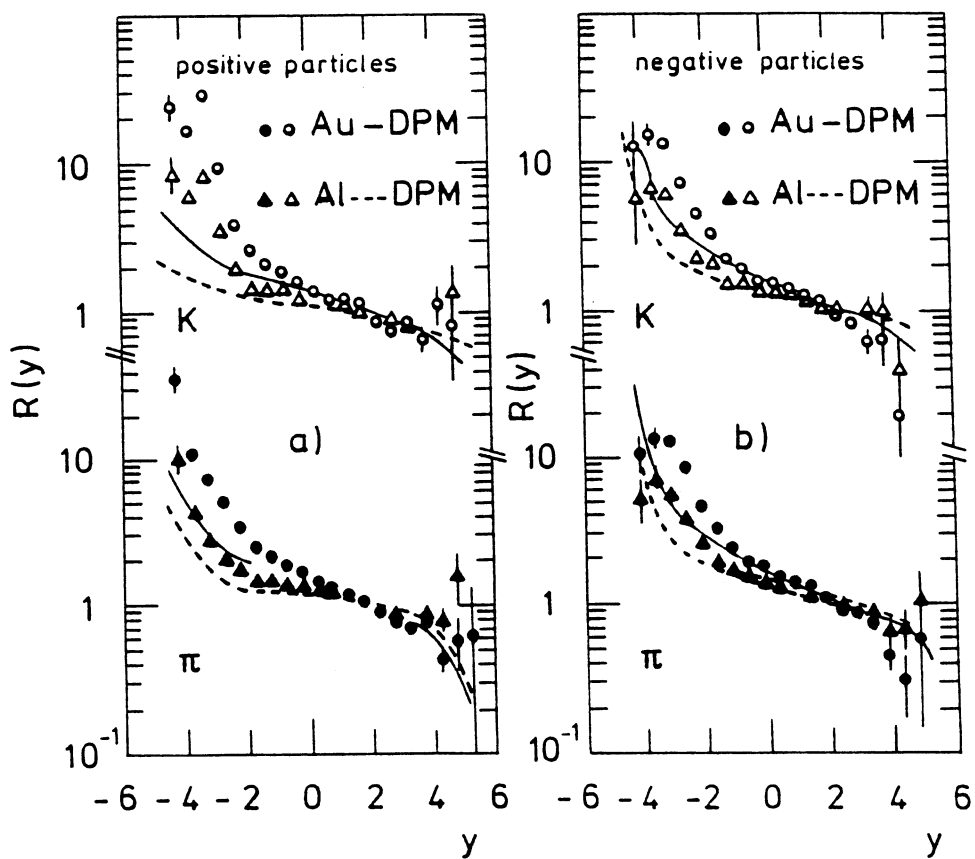 positive particles
● ○ Au – DPM
▲ △ Al --- DPM
10
1
K
R(y)
a)
10
1
π
10⁻¹
-6 -4 -2 0 2 4 6
y
negative particles
● ○ Au – DPM
▲ △ Al --- DPM
10
1
K
R(y)
b)
10
1
π
10⁻¹
-6 -4 -2 0 2 4 6
y